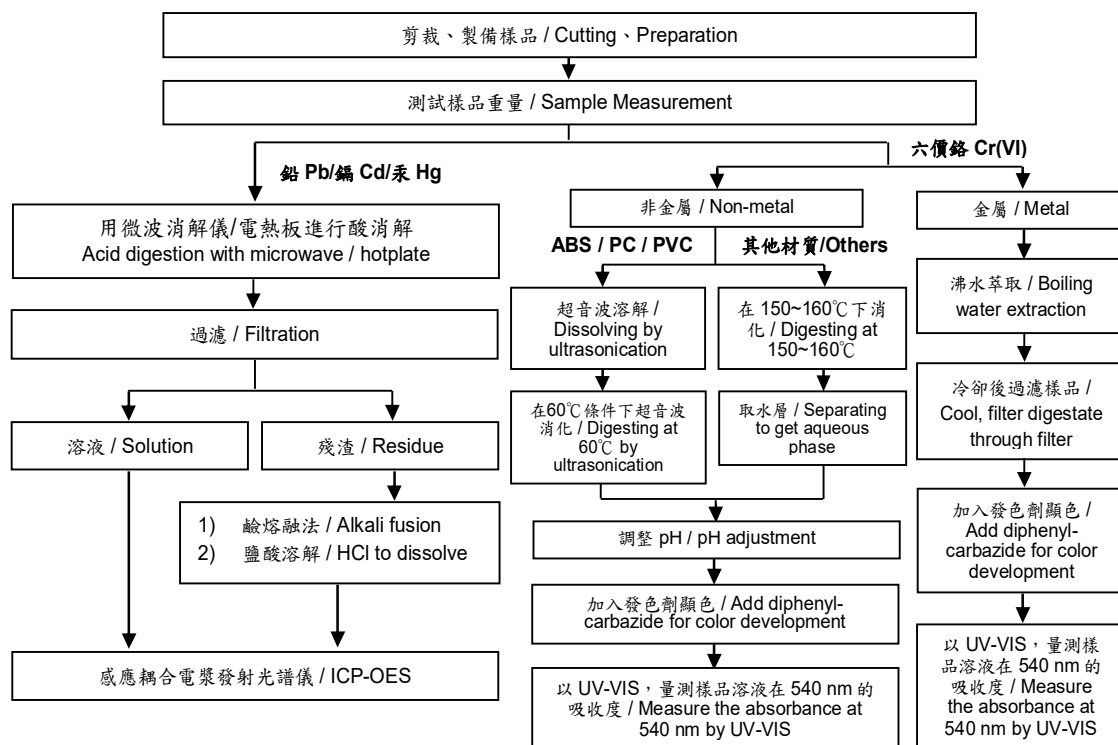 剪裁、製備樣品 / Cutting、Preparation
測試樣品重量 / Sample Measurement
鉛 Pb/鎘 Cd/汞 Hg
六價鉻 Cr(VI)
用微波消解儀/電熱板進行酸消解
Acid digestion with microwave / hotplate
過濾 / Filtration
溶液 / Solution
殘渣 / Residue
1) 鹼熔融法 / Alkali fusion
2) 鹽酸溶解 / HCl to dissolve
感應耦合電漿發射光譜儀 / ICP-OES
非金屬 / Non-metal
ABS / PC / PVC
其他材質/Others
超音波溶解 /
Dissolving by
ultrasonication
在60℃條件下超音波
消化 / Digesting at
60℃ by
ultrasonication
在 150~160℃下消
化 / Digesting at
150~160℃
取水層 / Separating
to get aqueous
phase
調整 pH / pH adjustment
加入發色劑顯色 / Add diphenyl-
carbazide for color development
以 UV-VIS，量測樣品溶液在 540 nm 的
吸收度 / Measure the absorbance at
540 nm by UV-VIS
金屬 / Metal
沸水萃取 / Boiling
water extraction
冷卻後過濾樣品 /
Cool, filter digestate
through filter
加入發色劑顯色 /
Add diphenyl-
carbazide for color
development
以 UV-VIS，量測樣
品溶液在 540 nm 的
吸收度 / Measure
the absorbance at
540 nm by UV-VIS